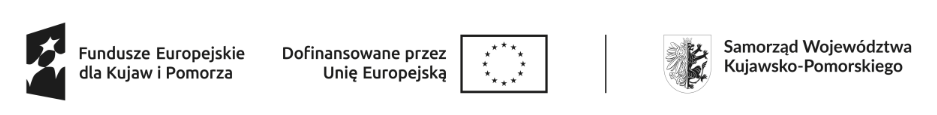 Fundusze Europejskie
dla Kujaw i Pomorza
Dofinansowane przez
Unię Europejską
Samorząd Województwa
Kujawsko-Pomorskiego